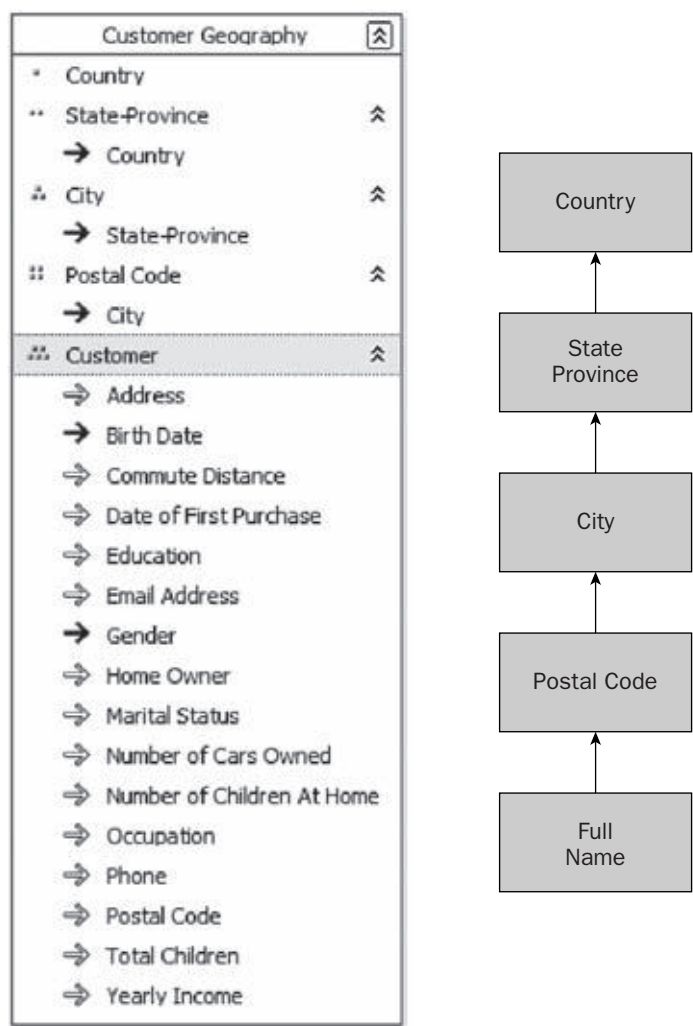 Customer Geography
Country
State-Province
Country
City
State-Province
Postal Code
City
Customer
Address
Birth Date
Commute Distance
Date of First Purchase
Education
Email Address
Gender
Home Owner
Marital Status
Number of Cars Owned
Number of Children At Home
Occupation
Phone
Postal Code
Total Children
Yearly Income
Country
State
Province
City
Postal Code
Full
Name